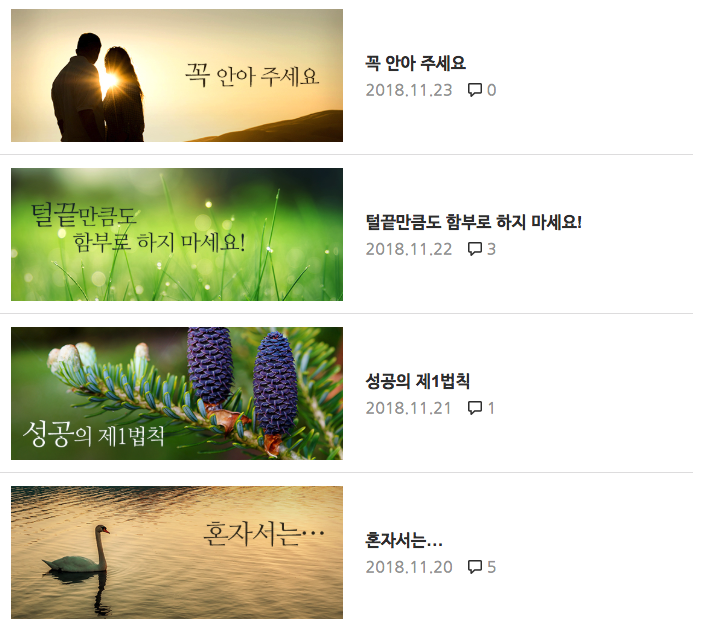 꼭 안아 주세요
꼭 안아 주세요
2018.11.23 0
털끝만큼도
함부로 하지 마세요!
털끝만큼도 함부로 하지 마세요!
2018.11.22 3
성공의 제1법칙
성공의 제1법칙
2018.11.21 1
혼자서는…
혼자서는...
2018.11.20 5